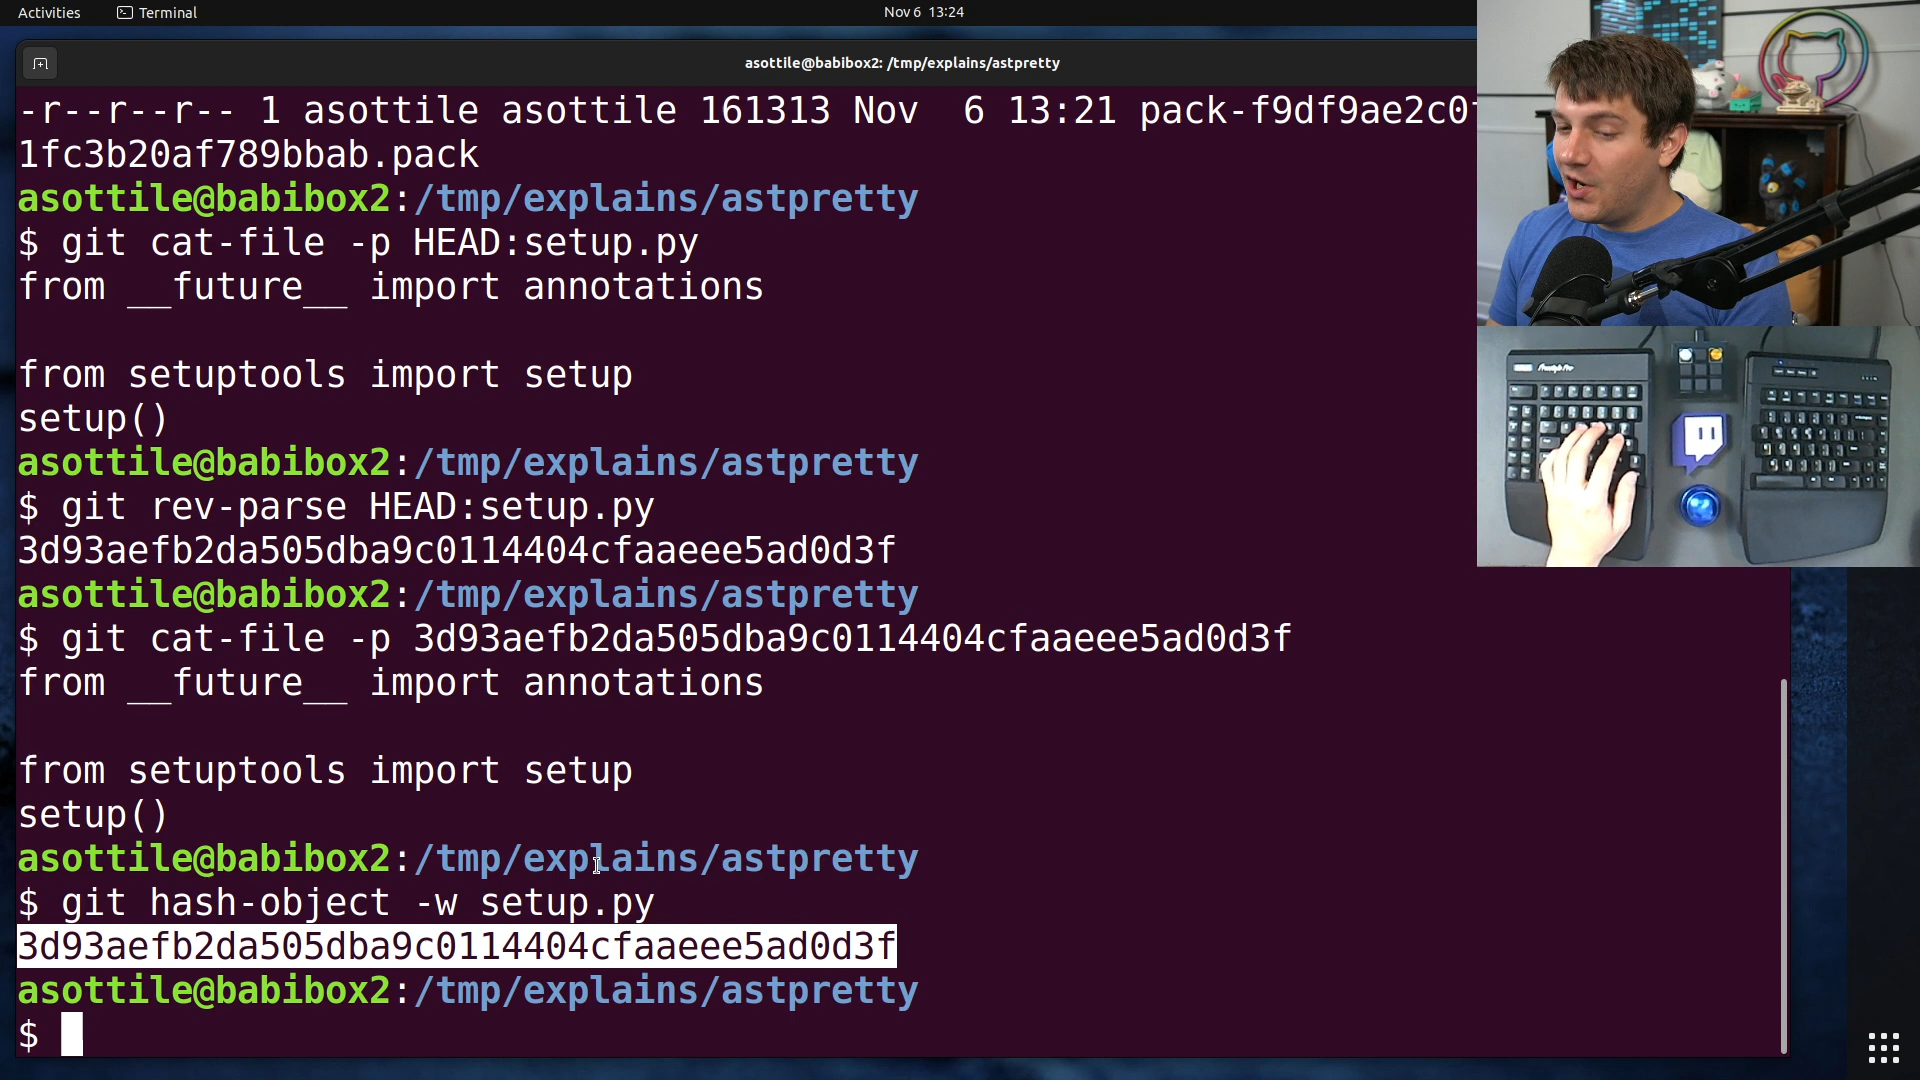 Activities
Terminal
Nov 6 13:24
asottile@babibox2: /tmp/explains/astpretty
-r--r--r-- 1 asottile asottile 161313 Nov  6 13:21 pack-f9df9ae2c0
1fc3b20af789bbab.pack
asottile@babibox2:/tmp/explains/astpretty
$ git cat-file -p HEAD:setup.py
from __future__ import annotations
from setuptools import setup
setup()
asottile@babibox2:/tmp/explains/astpretty
$ git rev-parse HEAD:setup.py
3d93aefb2da505dba9c0114404cfaaeee5ad0d3f
asottile@babibox2:/tmp/explains/astpretty
$ git cat-file -p 3d93aefb2da505dba9c0114404cfaaeee5ad0d3f
from __future__ import annotations
from setuptools import setup
setup()
asottile@babibox2:/tmp/explains/astpretty
$ git hash-object -w setup.py
3d93aefb2da505dba9c0114404cfaaeee5ad0d3f
asottile@babibox2:/tmp/explains/astpretty
$
Freestyle Pro